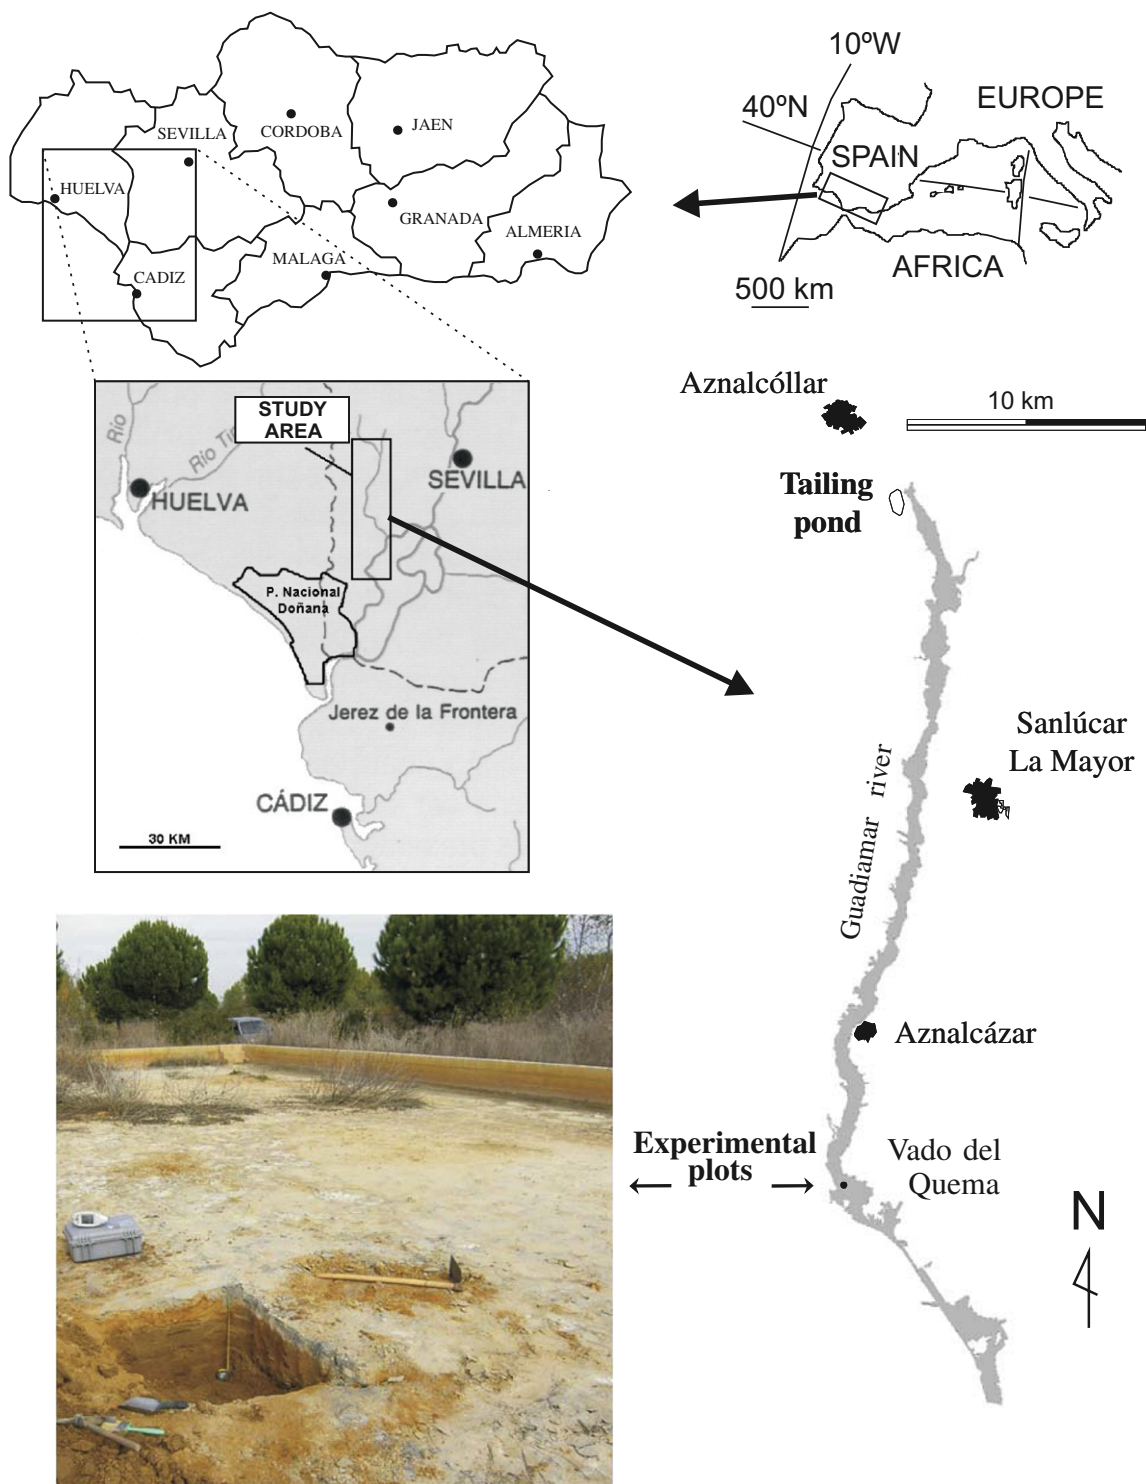 SEVILLA
CORDOBA
JAEN
HUELVA
GRANADA
ALMERIA
MALAGA
CADIZ
10ºW
40ºN
EUROPE
SPAIN
AFRICA
500 km
STUDY
AREA
Rio
Rio
SEVILLA
HUELVA
P. Nacional
Doñana
Jerez de la Frontera
CÁDIZ
30 KM
Aznalcóllar
10 km
Tailing
pond
Sanlúcar
La Mayor
Guadiamar river
Aznalcázar
Experimental
plots
Vado del
Quema
N